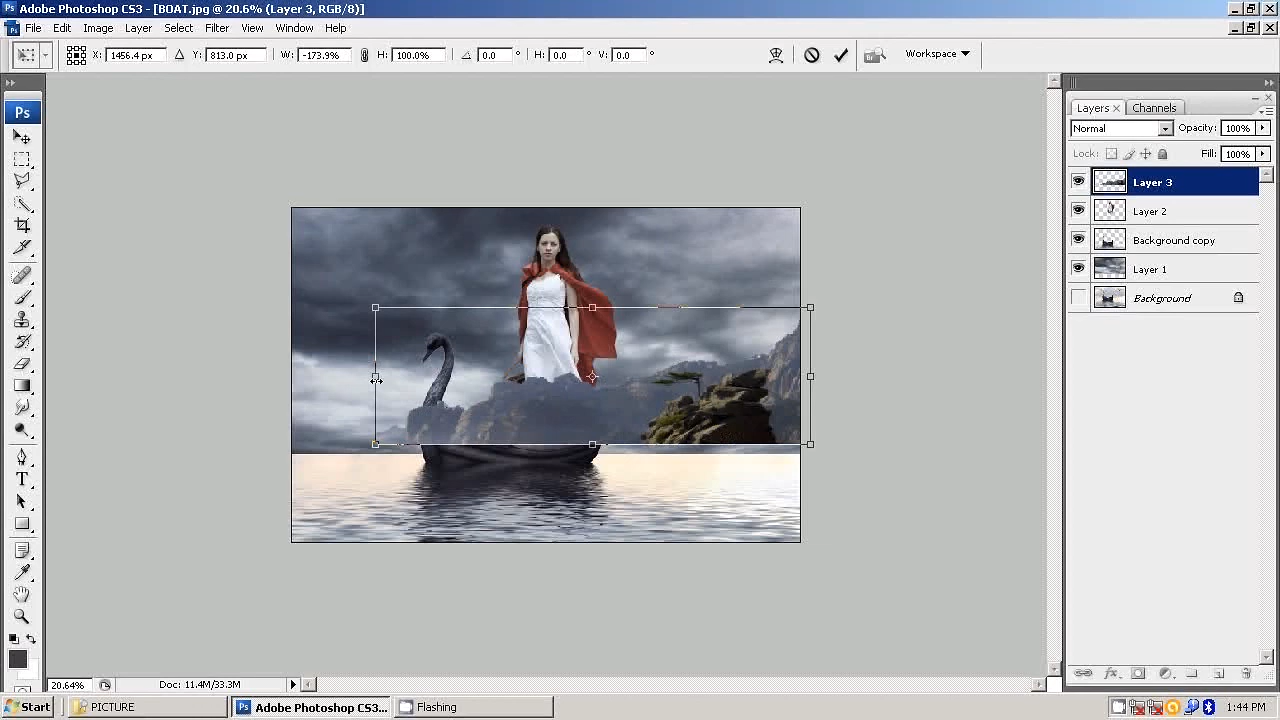 Adobe Photoshop CS3 - [BOAT.jpg @ 20.6% (Layer 3, RGB/8)]
File Edit Image Layer Select Filter View Window Help
X: 1456.4 px Y: 813.0 px W: -173.9% H: 100.0% 0.0 ° H: 0.0 ° V: 0.0 ° Workspace
Ps
Layers × Channels
Normal Opacity: 100%
Lock: Fill: 100%
Layer 3
Layer 2
Background copy
Layer 1
Background
T
20.64% Doc: 11.4M/33.3M
Start PICTURE Adobe Photoshop CS3... Flashing 1:44 PM